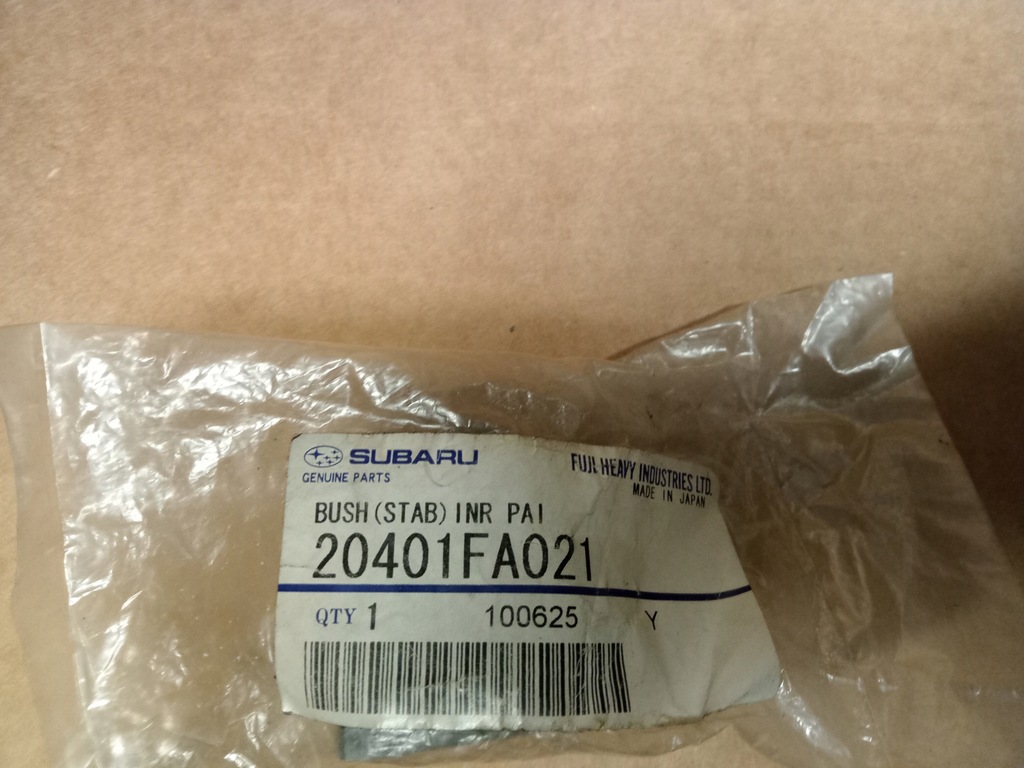 SUBARU
GENUINE PARTS
FUJI HEAVY INDUSTRIES LTD.
MADE IN JAPAN
BUSH(STAB)INR PAI
20401FA021
QTY 1 100625 Y